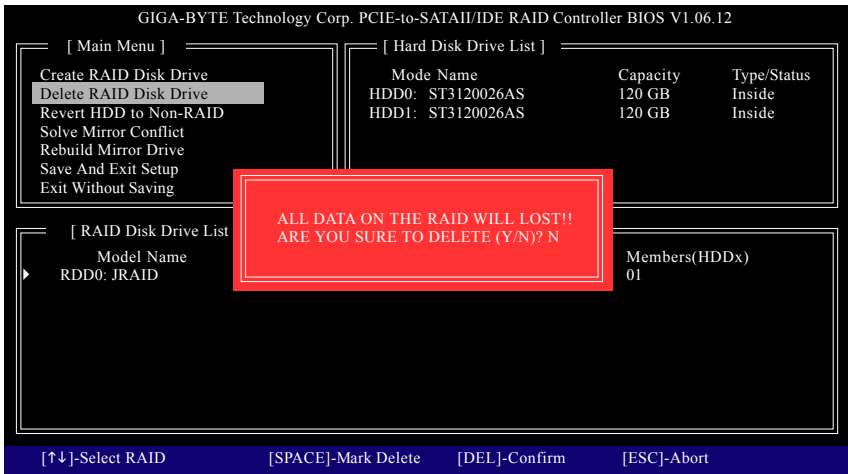 GIGA-BYTE Technology Corp. PCIE-to-SATAII/IDE RAID Controller BIOS V1.06.12
[ Main Menu ]
Create RAID Disk Drive
Delete RAID Disk Drive
Revert HDD to Non-RAID
Solve Mirror Conflict
Rebuild Mirror Drive
Save And Exit Setup
Exit Without Saving
[ Hard Disk Drive List ]
Mode Name Capacity Type/Status
HDD0: ST3120026AS 120 GB Inside
HDD1: ST3120026AS 120 GB Inside
ALL DATA ON THE RAID WILL LOST!!
ARE YOU SURE TO DELETE (Y/N)? N
[ RAID Disk Drive List
Model Name Members(HDDx)
RDD0: JRAID 01
[↑↓]-Select RAID [SPACE]-Mark Delete [DEL]-Confirm [ESC]-Abort